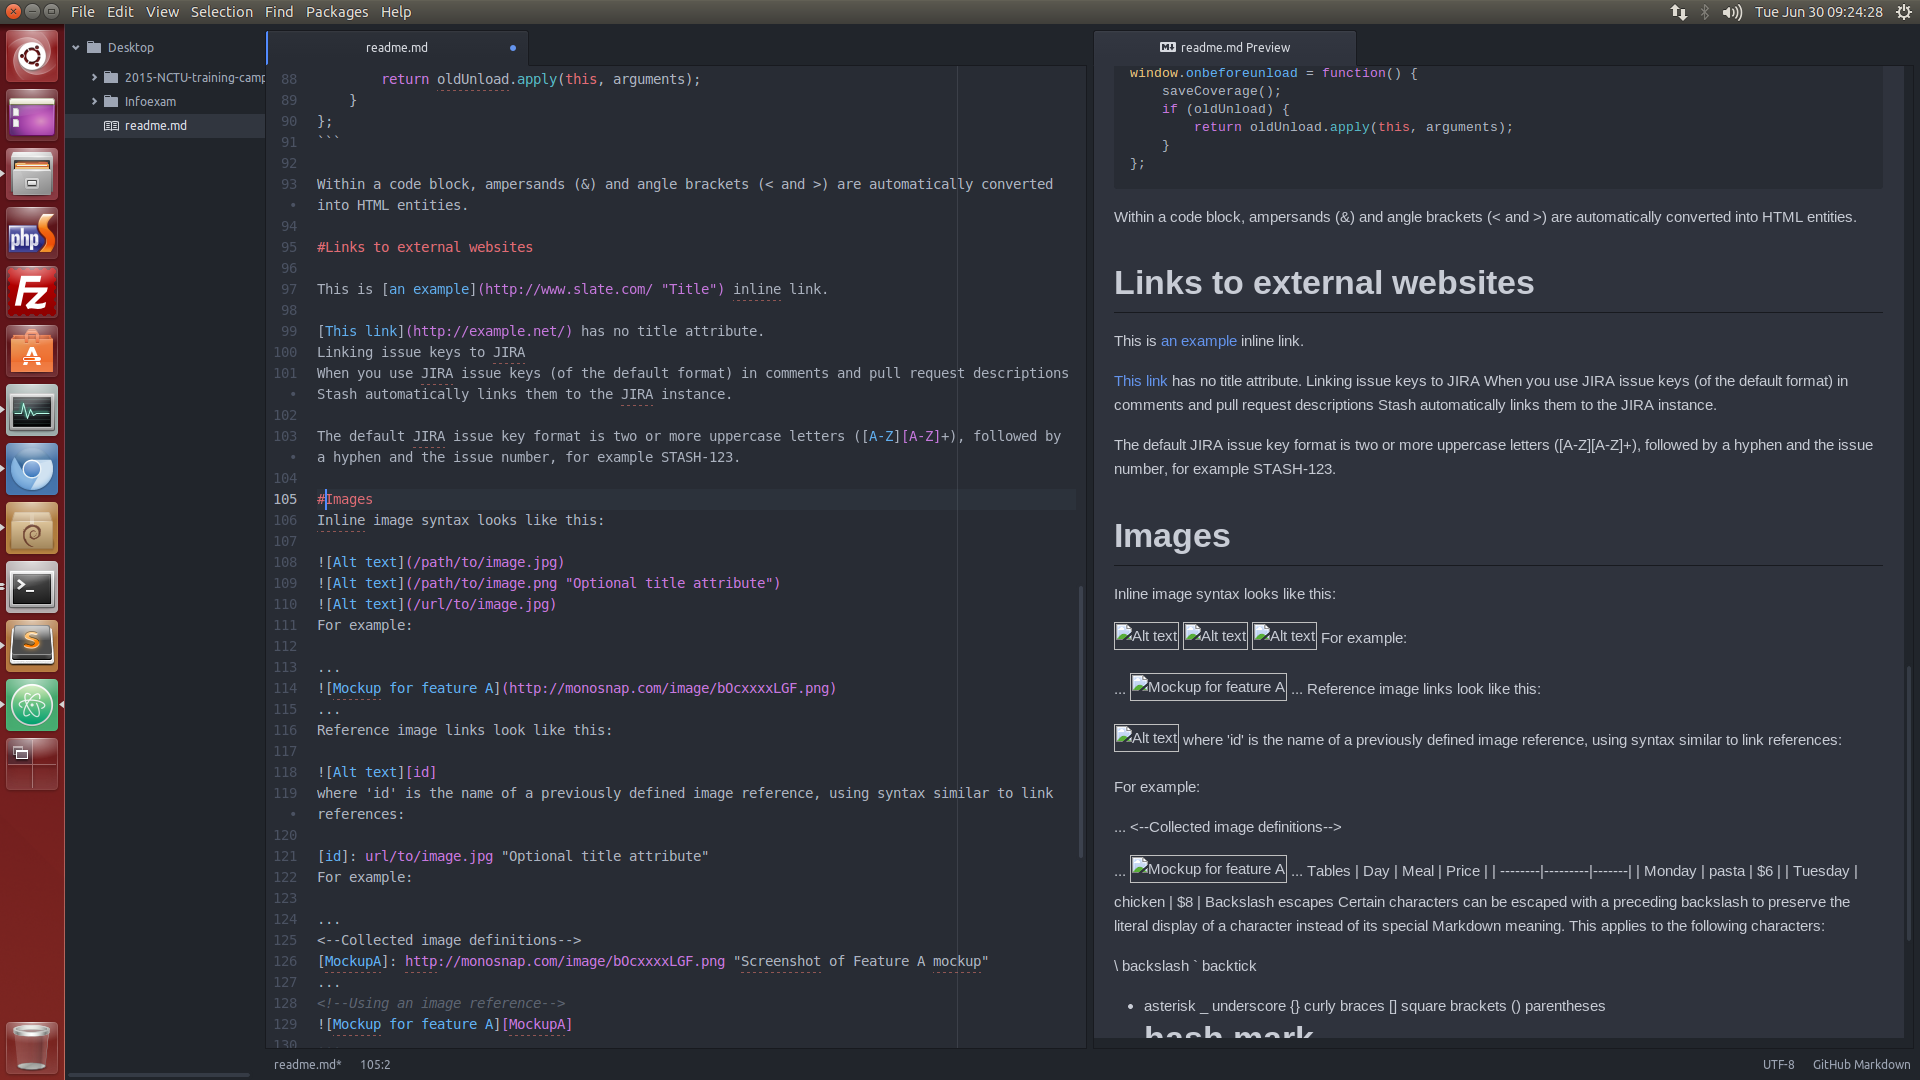 File Edit View Selection Find Packages Help
Tue Jun 30 09:24:28
Desktop
2015-NCTU-training-camp
Infoexam
readme.md
php
Fz
A
S
readme.md
88 return oldUnload.apply(this, arguments);
89 }
90 };
91 ```
92
93 Within a code block, ampersands (&) and angle brackets (< and >) are automatically converted
• into HTML entities.
94
95 #Links to external websites
96
97 This is [an example](http://www.slate.com/ "Title") inline link.
98
99 [This link](http://example.net/) has no title attribute.
100 Linking issue keys to JIRA
101 When you use JIRA issue keys (of the default format) in comments and pull request descriptions
• Stash automatically links them to the JIRA instance.
102
103 The default JIRA issue key format is two or more uppercase letters ([A-Z][A-Z]+), followed by
• a hyphen and the issue number, for example STASH-123.
104
105 #Images
106 Inline image syntax looks like this:
107
108 ![Alt text](/path/to/image.jpg)
109 ![Alt text](/path/to/image.png "Optional title attribute")
110 ![Alt text](/url/to/image.jpg)
111 For example:
112
113 ...
114 ![Mockup for feature A](http://monosnap.com/image/bOcxxxxLGF.png)
115 ...
116 Reference image links look like this:
117
118 ![Alt text][id]
119 where 'id' is the name of a previously defined image reference, using syntax similar to link
• references:
120
121 [id]: url/to/image.jpg "Optional title attribute"
122 For example:
123
124 ...
125 <--Collected image definitions-->
126 [MockupA]: http://monosnap.com/image/bOcxxxxLGF.png "Screenshot of Feature A mockup"
127 ...
128 <!--Using an image reference-->
129 ![Mockup for feature A][MockupA]
130 ...
readme.md* 105:2
readme.md Preview
window.onbeforeunload = function() {
saveCoverage();
if (oldUnload) {
return oldUnload.apply(this, arguments);
}
};
Within a code block, ampersands (&) and angle brackets (< and >) are automatically converted into HTML entities.
Links to external websites
This is an example inline link.
This link has no title attribute. Linking issue keys to JIRA When you use JIRA issue keys (of the default format) in
comments and pull request descriptions Stash automatically links them to the JIRA instance.
The default JIRA issue key format is two or more uppercase letters ([A-Z][A-Z]+), followed by a hyphen and the issue
number, for example STASH-123.
Images
Inline image syntax looks like this:
Alt text Alt text Alt text For example:
... Mockup for feature A ... Reference image links look like this:
Alt text where 'id' is the name of a previously defined image reference, using syntax similar to link references:
For example:
... <--Collected image definitions-->
... Mockup for feature A ... Tables | Day | Meal | Price | | --------|---------|-------| | Monday | pasta | $6 | | Tuesday |
chicken | $8 | Backslash escapes Certain characters can be escaped with a preceding backslash to preserve the
literal display of a character instead of its special Markdown meaning. This applies to the following characters:
\ backslash ` backtick
• asterisk _ underscore {} curly braces [] square brackets () parentheses
hash mark
UTF-8 GitHub Markdown